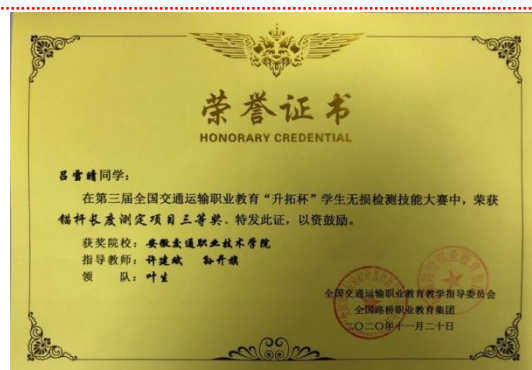 荣誉证书
HONORARY CREDENTIAL
吕雪晴同学：
在第三届全国交通运输职业教育“升拓杯”学生无损检测技能大赛中，荣获
锚杆长度测定项目三等奖。特发此证，以资鼓励。
获奖院校：安徽交通职业技术学院
指导教师：许建斌 孙升旗
领 队：叶生
全国交通运输职业教育教学指导委员会
全国路桥职业教育集团
二〇二〇年十一月二十日